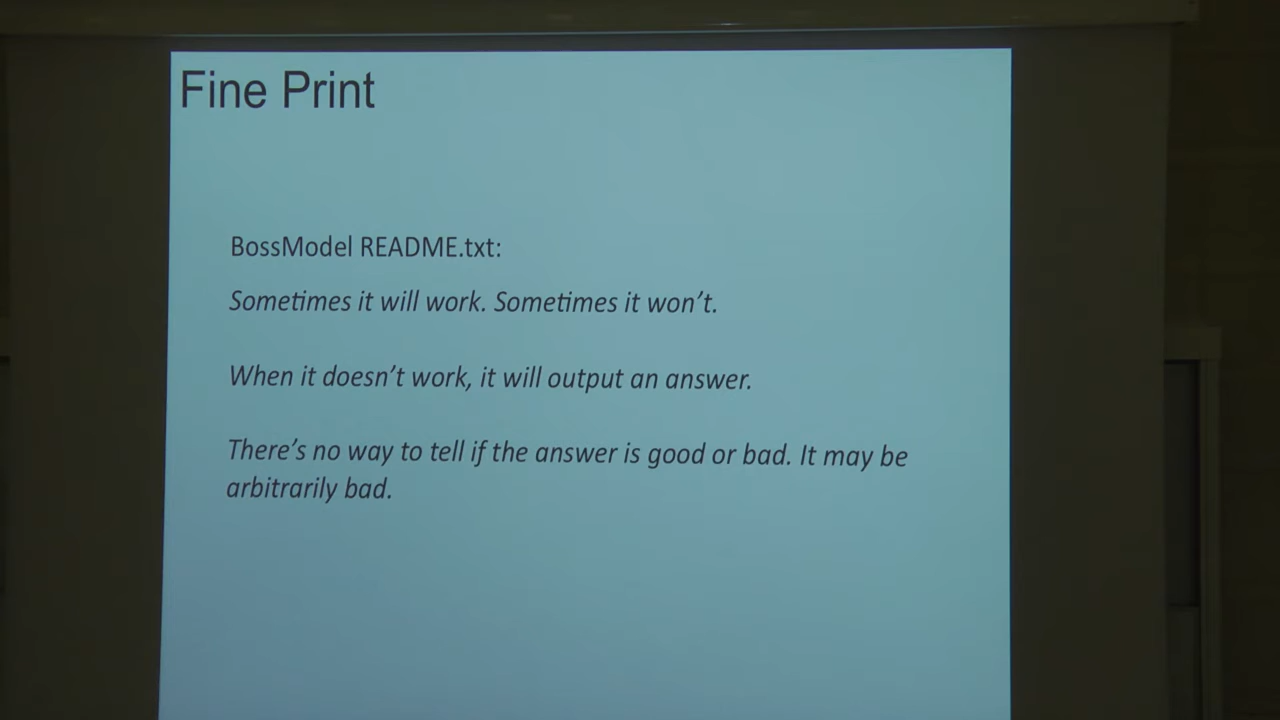 Fine Print
BossModel README.txt:
Sometimes it will work. Sometimes it won’t.
When it doesn’t work, it will output an answer.
There’s no way to tell if the answer is good or bad. It may be
arbitrarily bad.